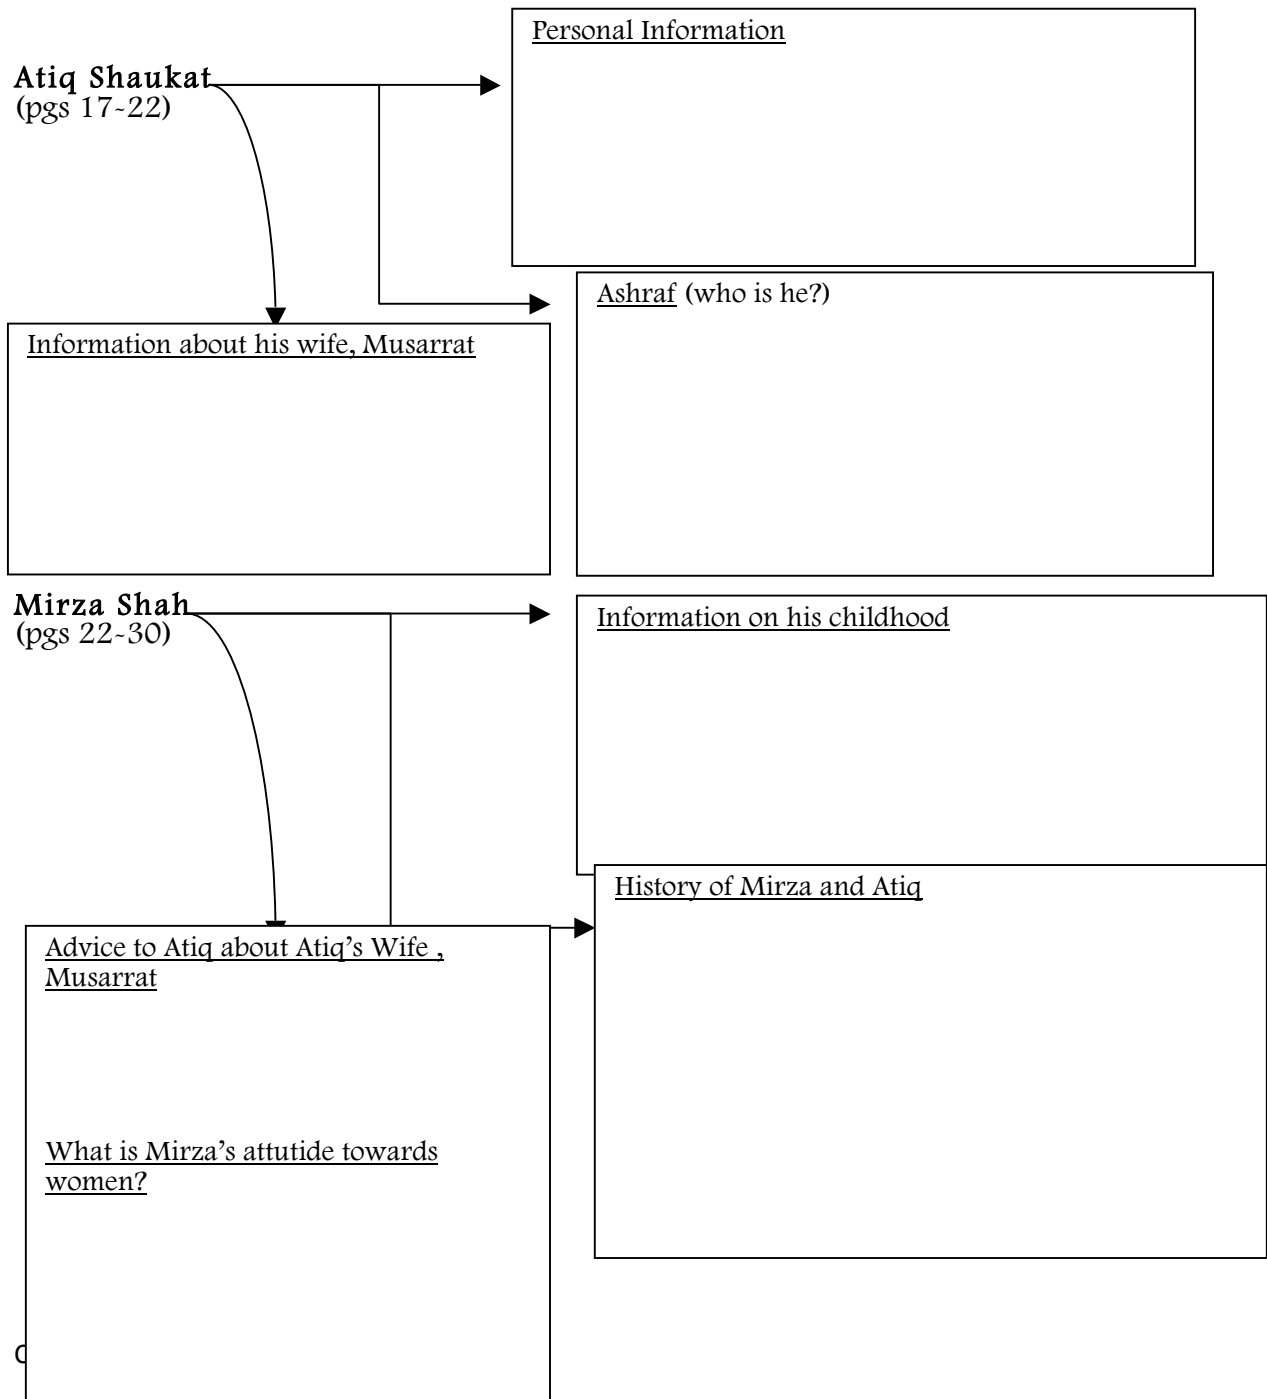 Personal Information
Atiq Shaukat
(pgs 17-22)
Ashraf (who is he?)
Information about his wife, Musarrat
Mirza Shah
(pgs 22-30)
Information on his childhood
History of Mirza and Atiq
Advice to Atiq about Atiq’s Wife ,
Musarrat
What is Mirza’s attutide towards
women?